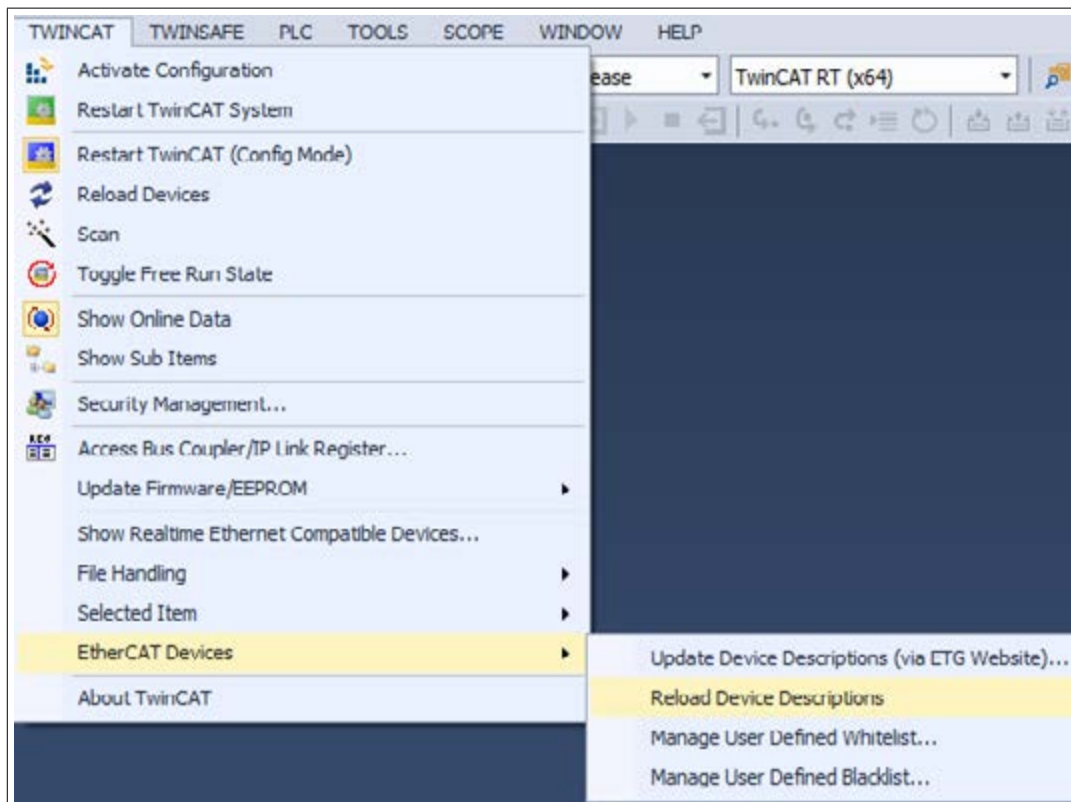 TWINCAT TWINSAFE PLC TOOLS SCOPE WINDOW HELP
Activate Configuration
ease TwinCAT RT (x64)
Restart TwinCAT System
Restart TwinCAT (Config Mode)
Reload Devices
Scan
Toggle Free Run State
Show Online Data
Show Sub Items
Security Management...
Access Bus Coupler/IP Link Register...
Update Firmware/EEPROM
Show Realtime Ethernet Compatible Devices...
File Handling
Selected Item
EtherCAT Devices
About TwinCAT
Update Device Descriptions (via ETG Website)...
Reload Device Descriptions
Manage User Defined Whitelist...
Manage User Defined Blacklist...